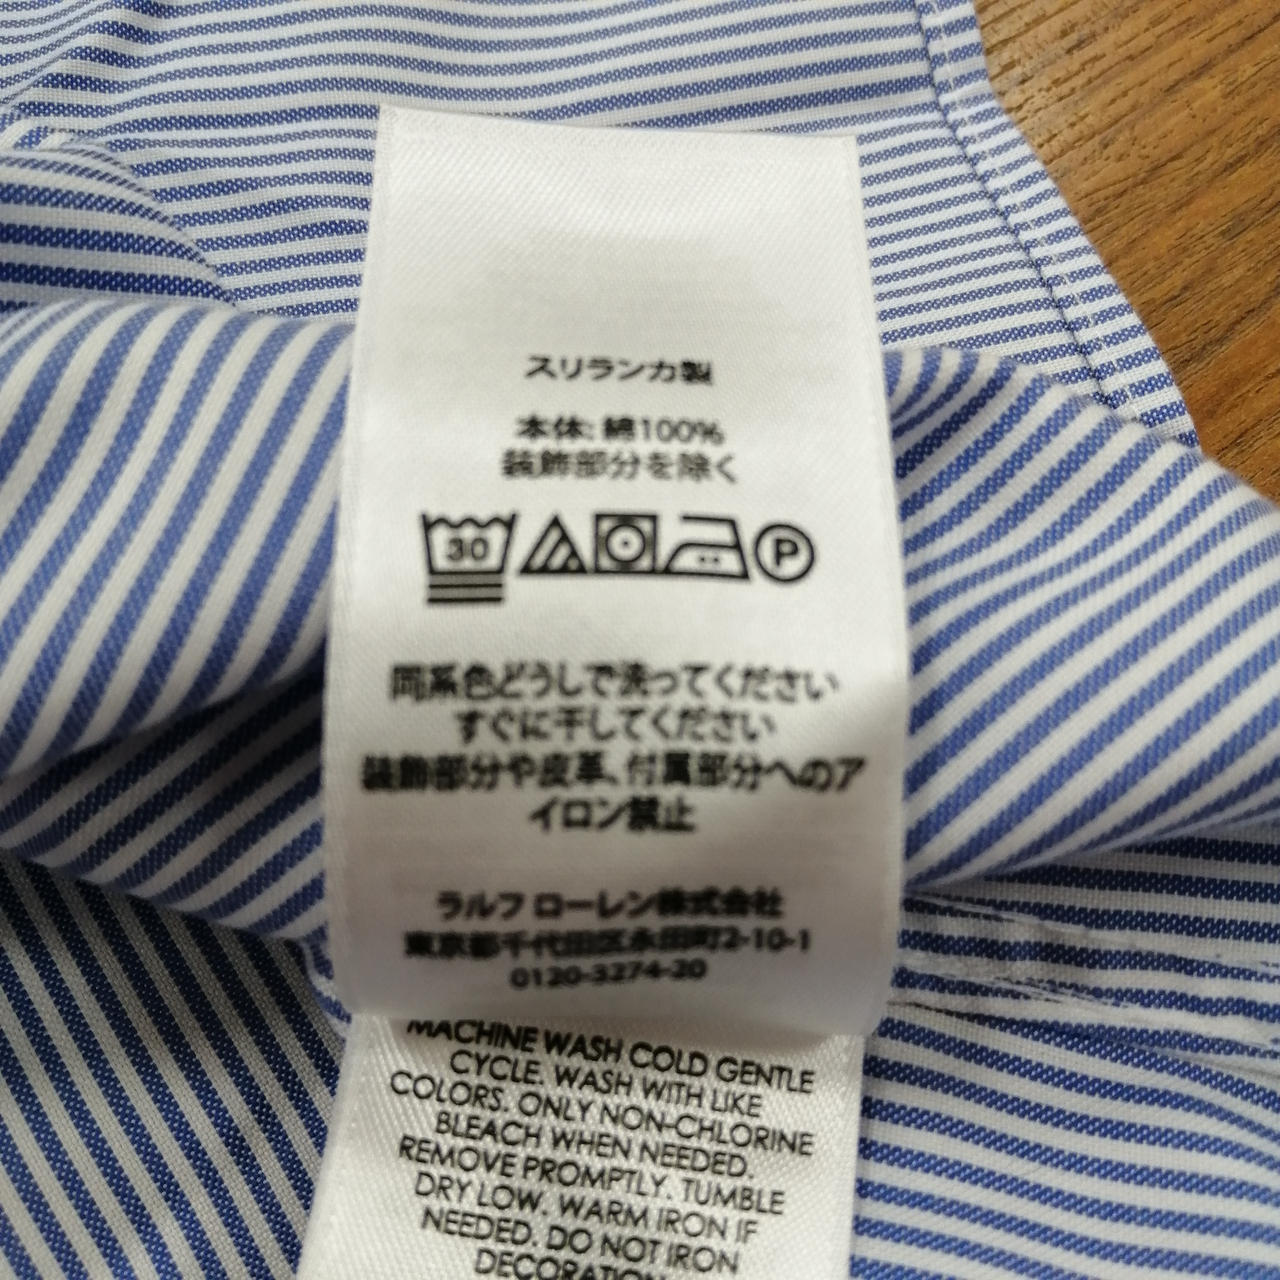 スリランカ製
本体: 綿100%
装飾部分を除く
30 P
同系色どうしで洗ってください
すぐに干してください
装飾部分や皮革、付属部分へのア
イロン禁止
ラルフ ローレン株式会社
東京都千代田区永田町2-10-1
0120-3274-20
MACHINE WASH COLD GENTLE
CYCLE. WASH WITH LIKE
COLORS. ONLY NON-CHLORINE
BLEACH WHEN NEEDED.
REMOVE PROMPTLY. TUMBLE
DRY LOW. WARM IRON IF
NEEDED. DO NOT IRON
DECORATION.